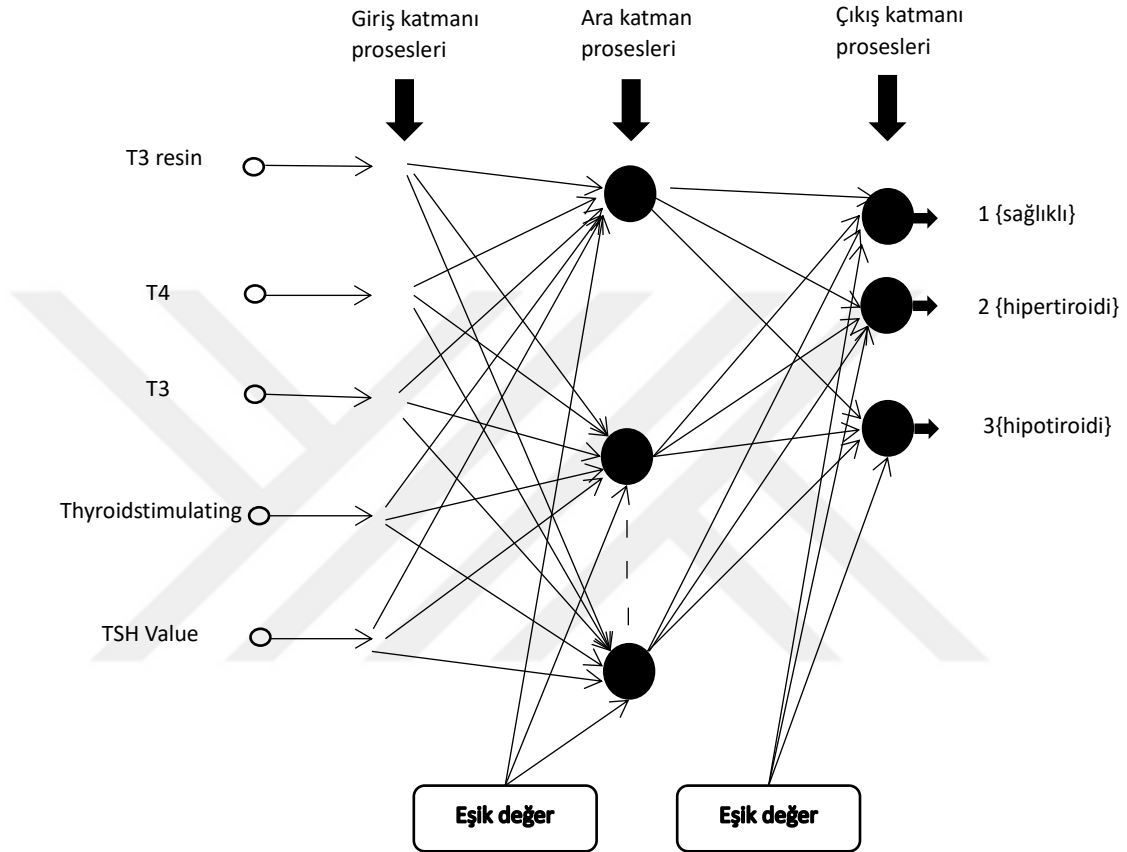 Giriş katmanı
prosesleri
Ara katman
prosesleri
Çıkış katmanı
prosesleri
T3 resin
T4
T3
Thyroidstimulating
TSH Value
1 {sağlıklı}
2 {hipertiroidi}
3{hipotiroidi}
Eşik değer
Eşik değer